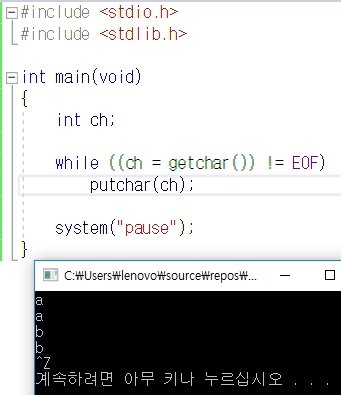 #include <stdio.h>
#include <stdlib.h>
int main(void)
{
int ch;
while ((ch = getchar()) != EOF)
putchar(ch);
system("pause");
}
C:₩Users₩lenovo₩source₩repos₩...
a
a
b
b
^Z
계속하려면 아무 키나 누르십시오 . . .